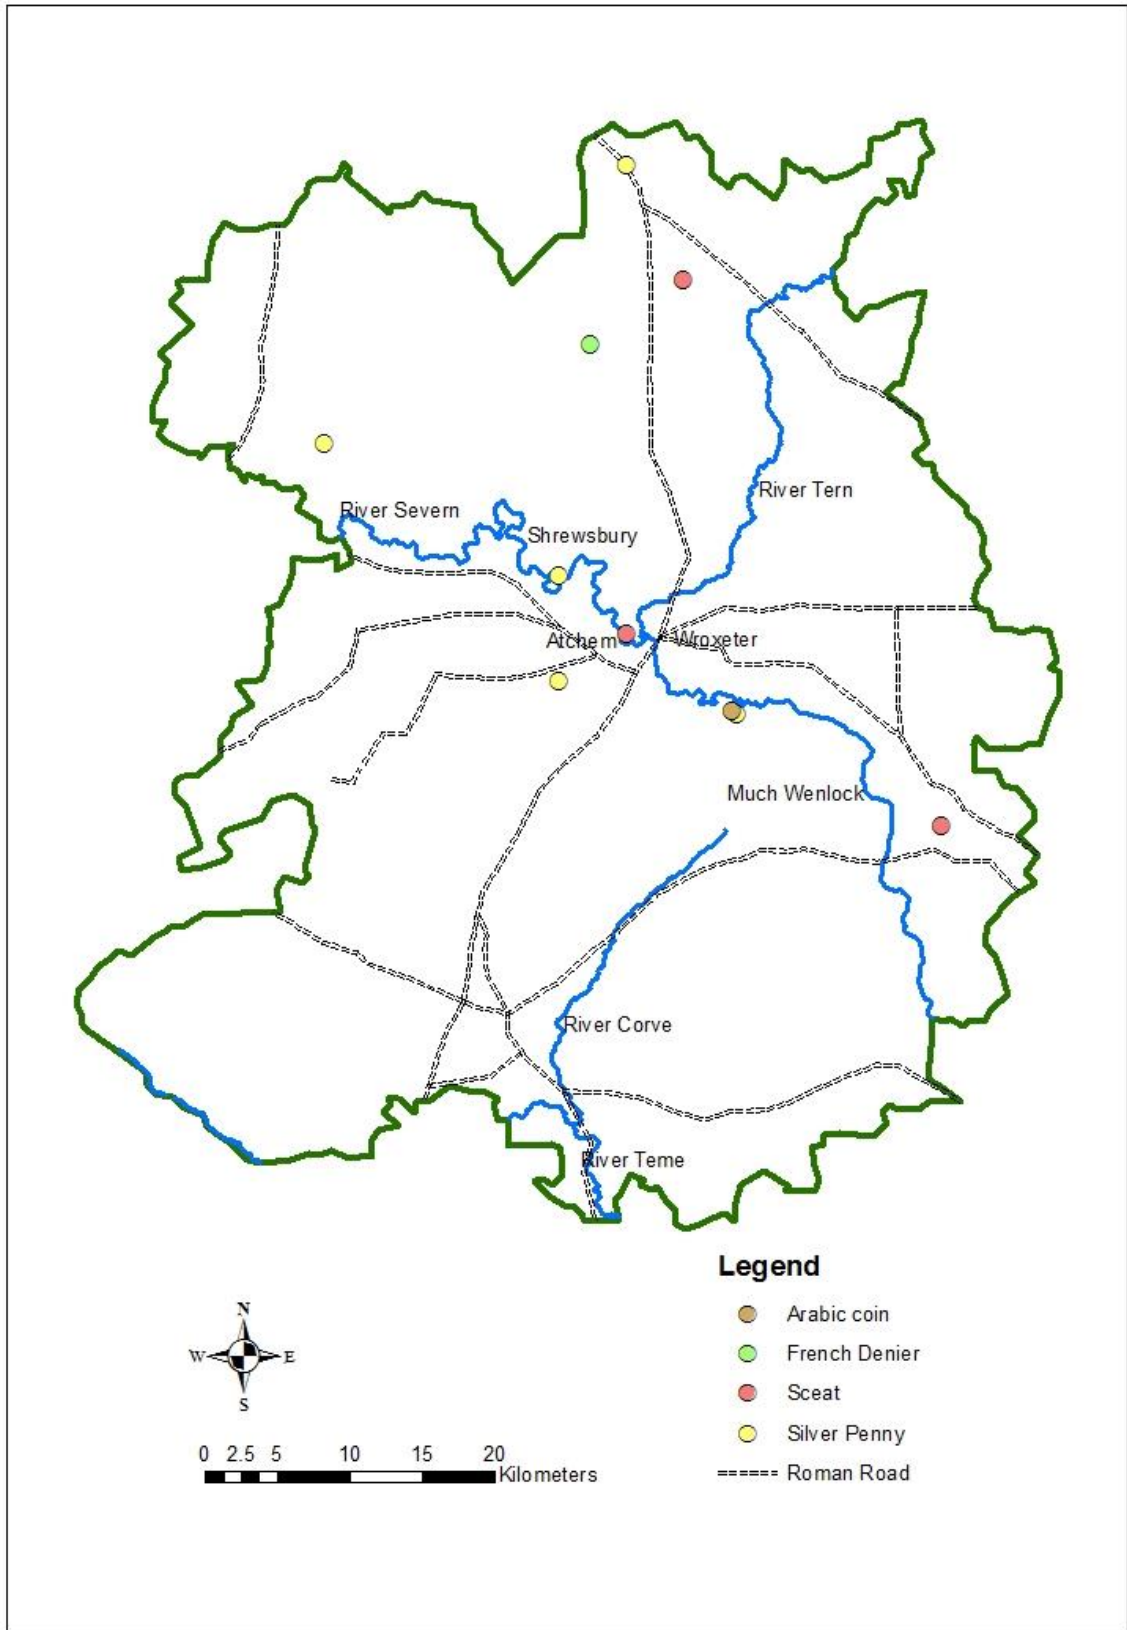 River Tern
River Severn
Shrewsbury
Atchem
Wroxeter
Much Wenlock
River Corve
River Teme
Legend
Arabic coin
French Denier
Sceat
Silver Penny
Roman Road
N
W E
S
0 2.5 5 10 15 20
Kilometers